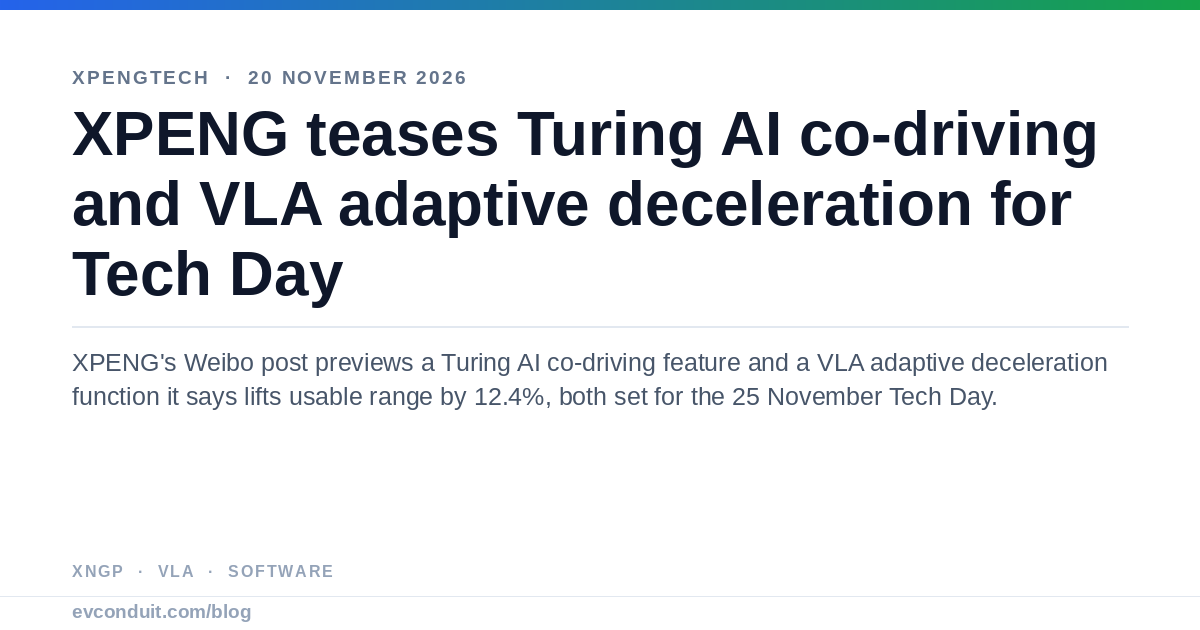 XPENGTECH · 20 NOVEMBER 2026
XPENG teases Turing AI co-driving
and VLA adaptive deceleration for
Tech Day
XPENG's Weibo post previews a Turing AI co-driving feature and a VLA adaptive deceleration
function it says lifts usable range by 12.4%, both set for the 25 November Tech Day.
XNGP · VLA · SOFTWARE
evconduit.com/blog